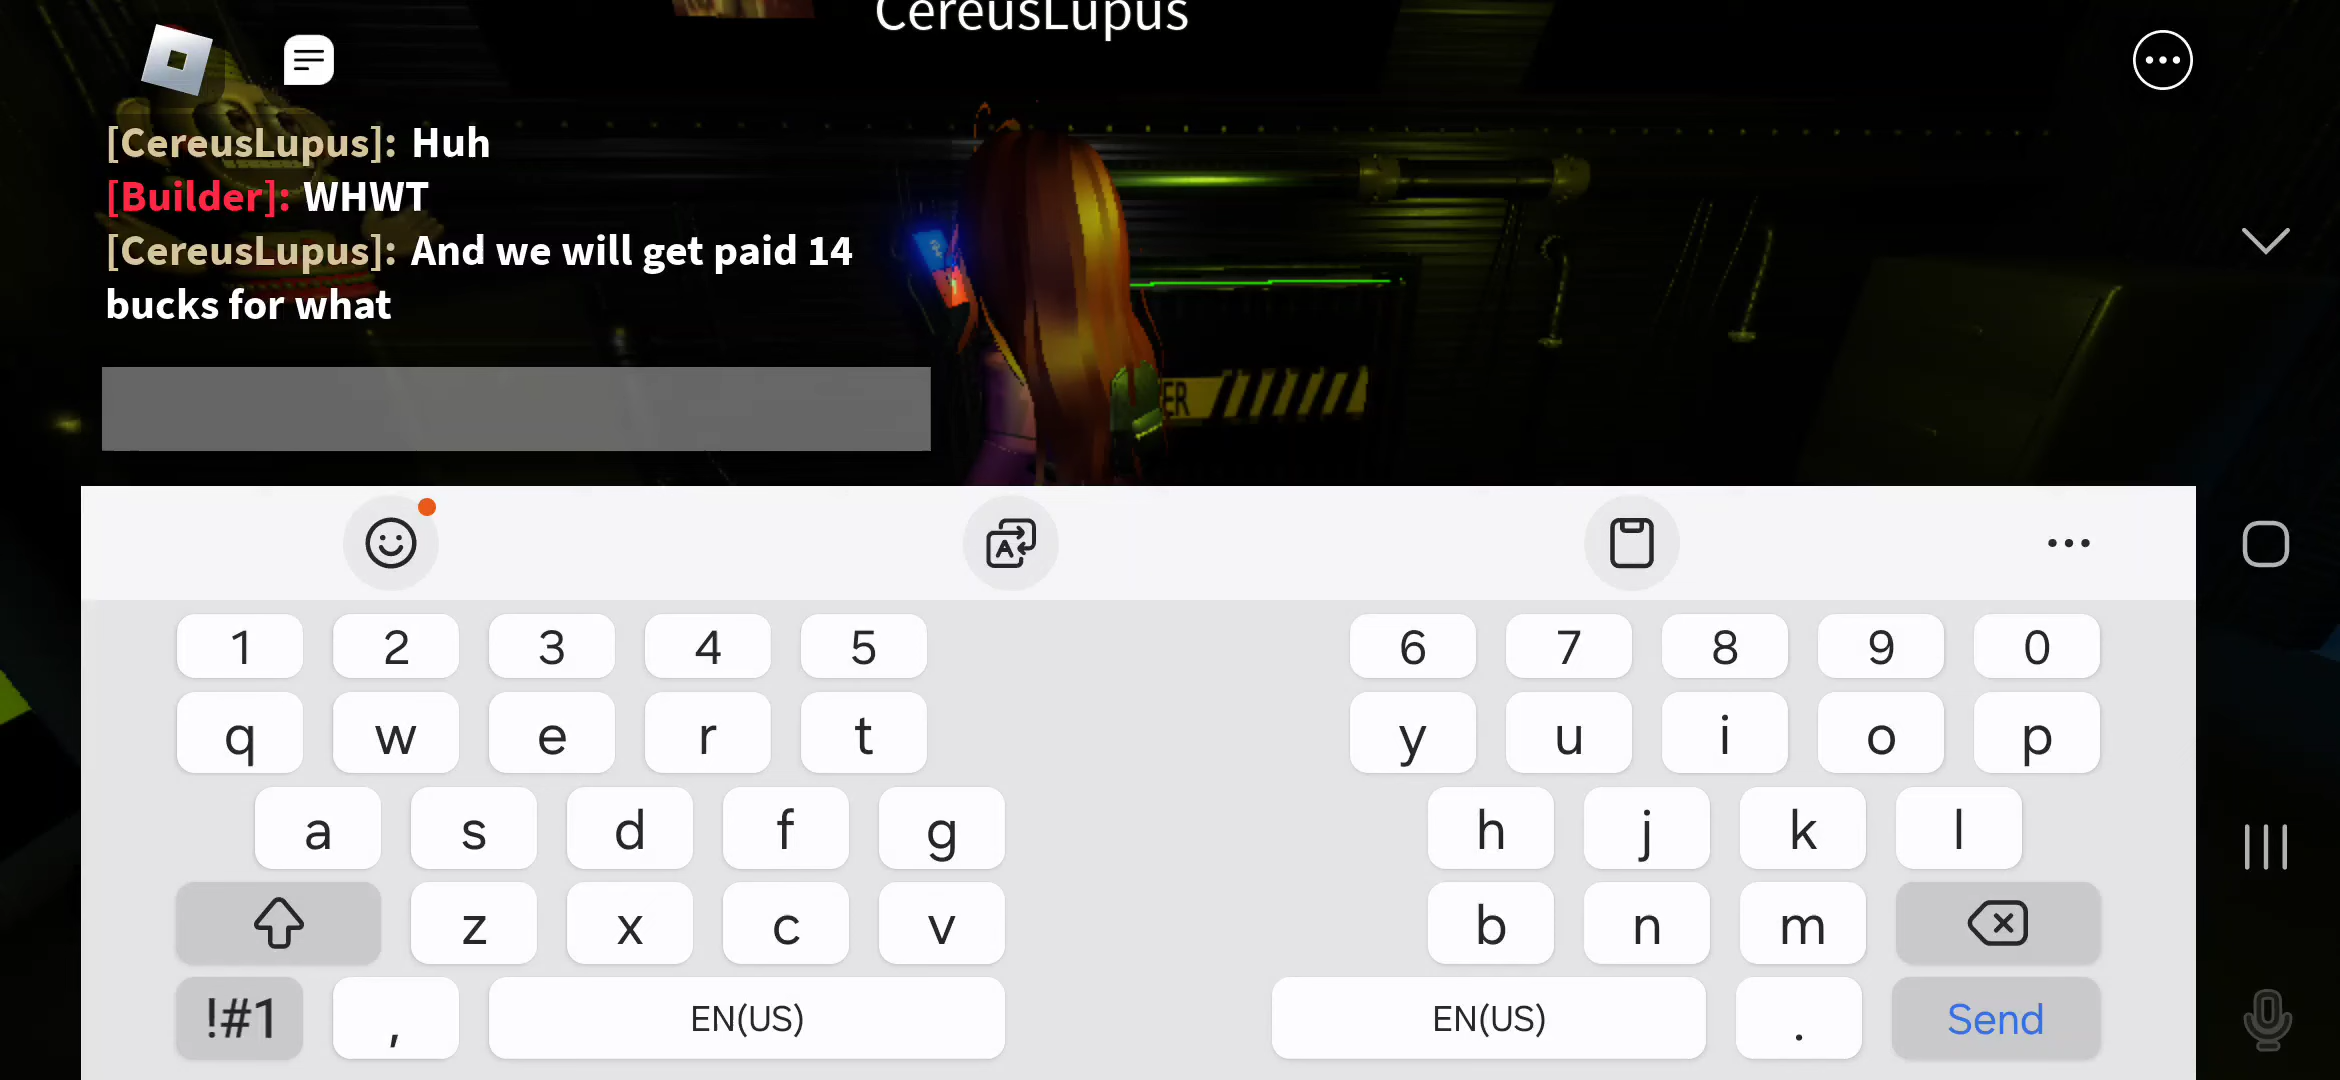 CereusLupus
[CereusLupus]: Huh
[Builder]: WHWT
[CereusLupus]: And we will get paid 14
bucks for what
ER
1 2 3 4 5 6 7 8 9 0
q w e r t y u i o p
a s d f g h j k l
z x c v b n m
!#1 , EN(US) EN(US) . Send